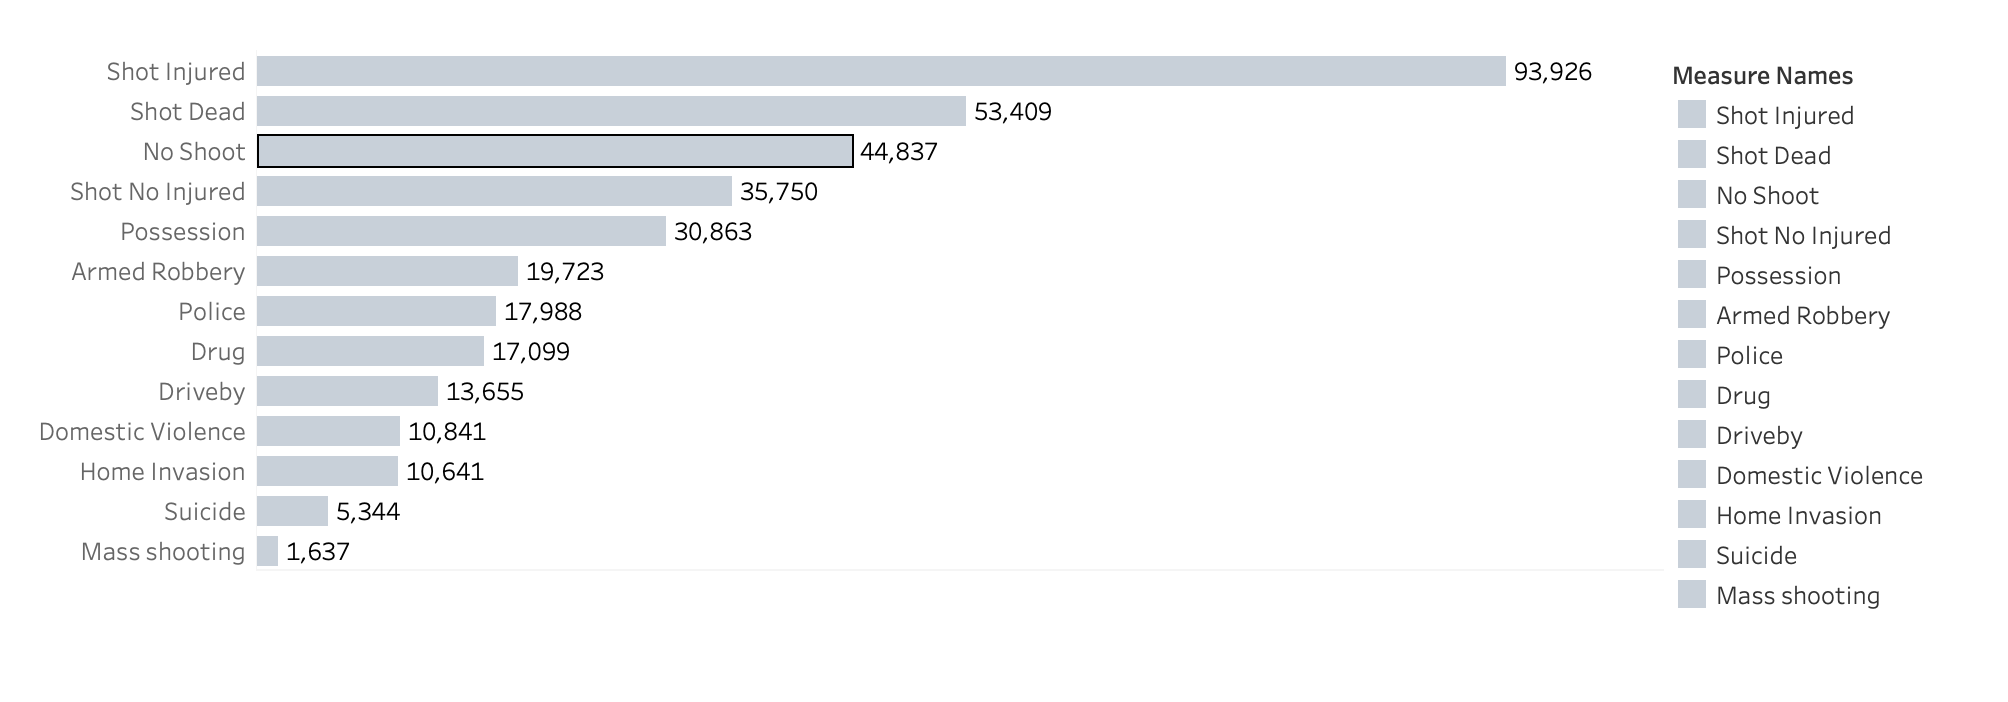 Shot Injured 93,926
Shot Dead 53,409
No Shoot 44,837
Shot No Injured 35,750
Possession 30,863
Armed Robbery 19,723
Police 17,988
Drug 17,099
Driveby 13,655
Domestic Violence 10,841
Home Invasion 10,641
Suicide 5,344
Mass shooting 1,637
Measure Names
Shot Injured
Shot Dead
No Shoot
Shot No Injured
Possession
Armed Robbery
Police
Drug
Driveby
Domestic Violence
Home Invasion
Suicide
Mass shooting